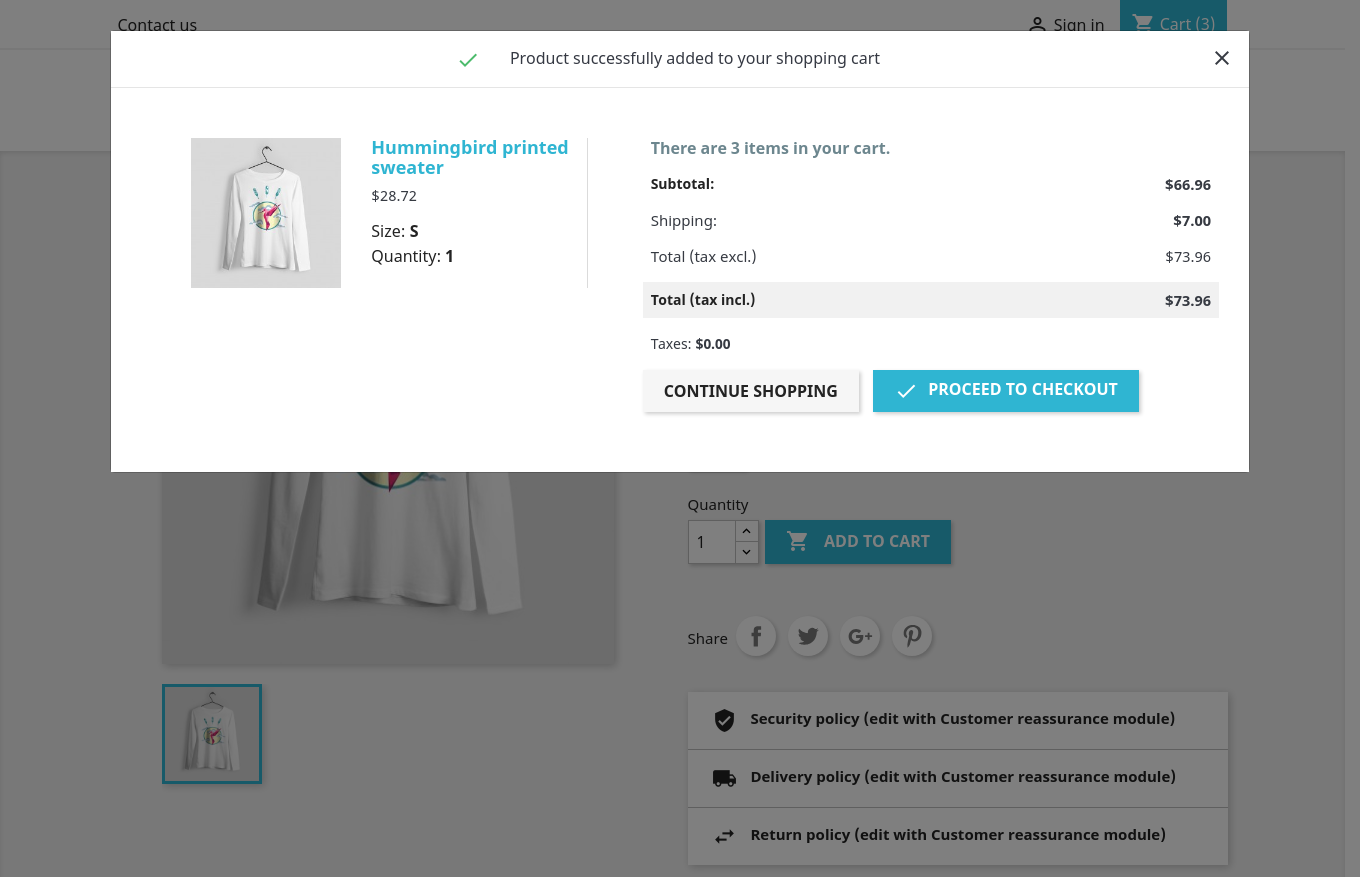 Contact us
Sign in
Cart (3)
Product successfully added to your shopping cart
Hummingbird printed
sweater
$28.72
Size: S
Quantity: 1
There are 3 items in your cart.
Subtotal: $66.96
Shipping: $7.00
Total (tax excl.) $73.96
Total (tax incl.) $73.96
Taxes: $0.00
CONTINUE SHOPPING
PROCEED TO CHECKOUT
Quantity
1
ADD TO CART
Share
Security policy (edit with Customer reassurance module)
Delivery policy (edit with Customer reassurance module)
Return policy (edit with Customer reassurance module)